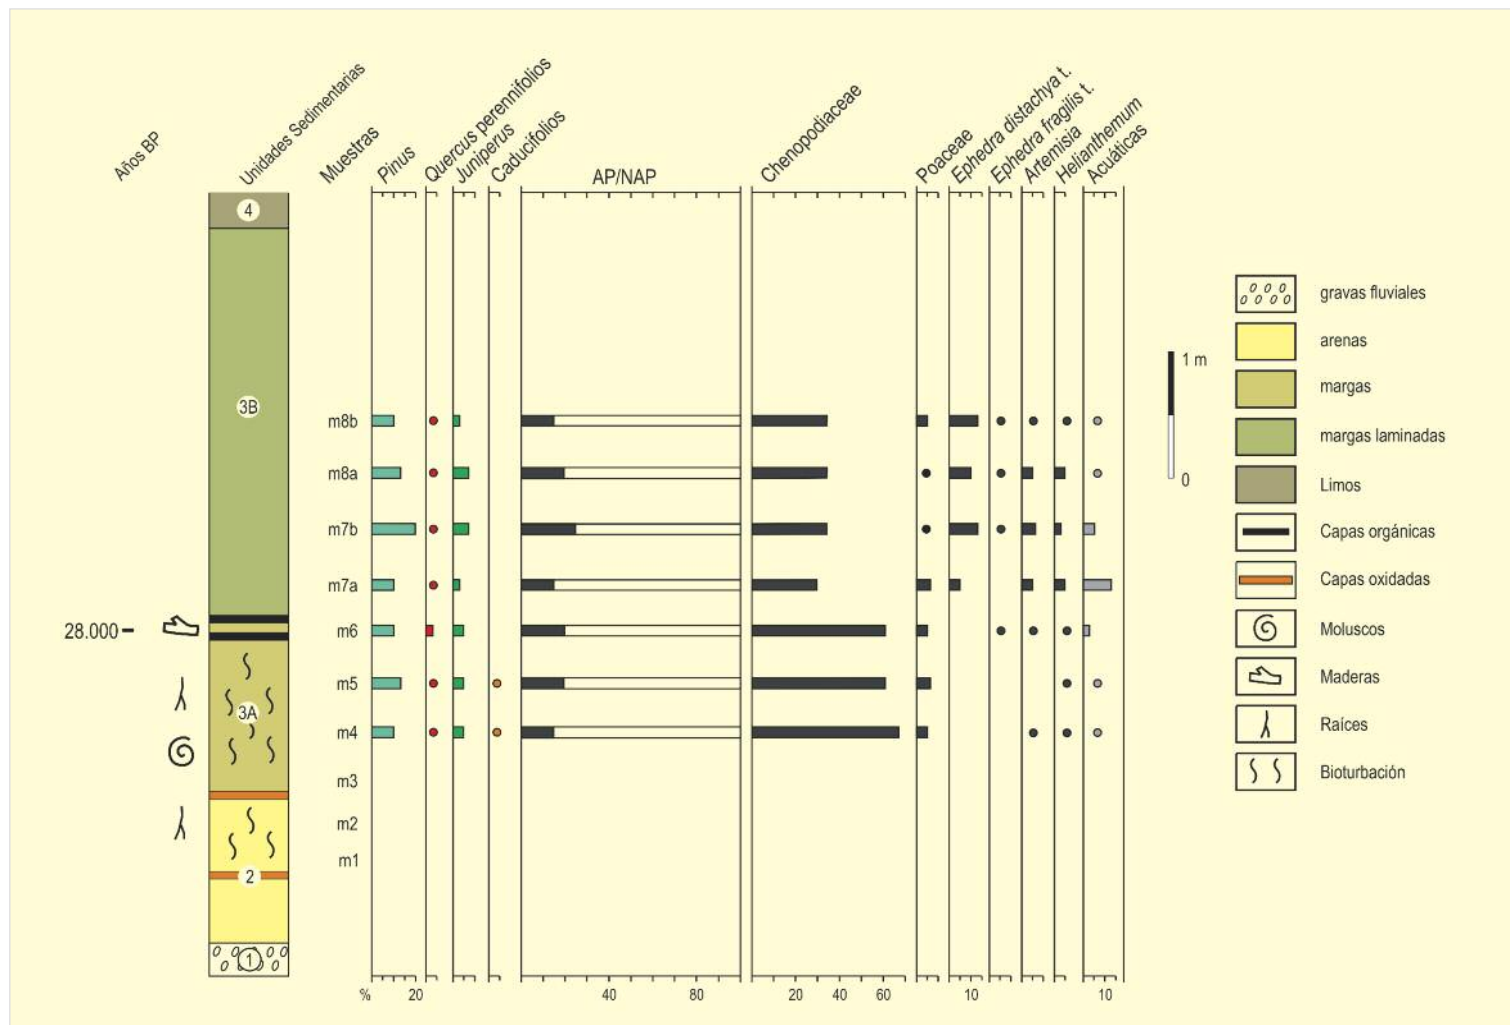 Años BP
Unidades Sedimentarias
Muestras
Pinus
Quercus perennifolios
Juniperus
Caducifolios
AP/NAP
Chenopodiaceae
Poaceae
Ephedra distachya t.
Ephedra fragilis t.
Artemisia
Helianthemum
Acuáticas
4
3B
3A
2
1
28.000
m8b
m8a
m7b
m7a
m6
m5
m4
m3
m2
m1
% 20 40 80 20 40 60 10 10
1 m
0
gravas fluviales
arenas
margas
margas laminadas
Limos
Capas orgánicas
Capas oxidadas
Moluscos
Maderas
Raíces
Bioturbación